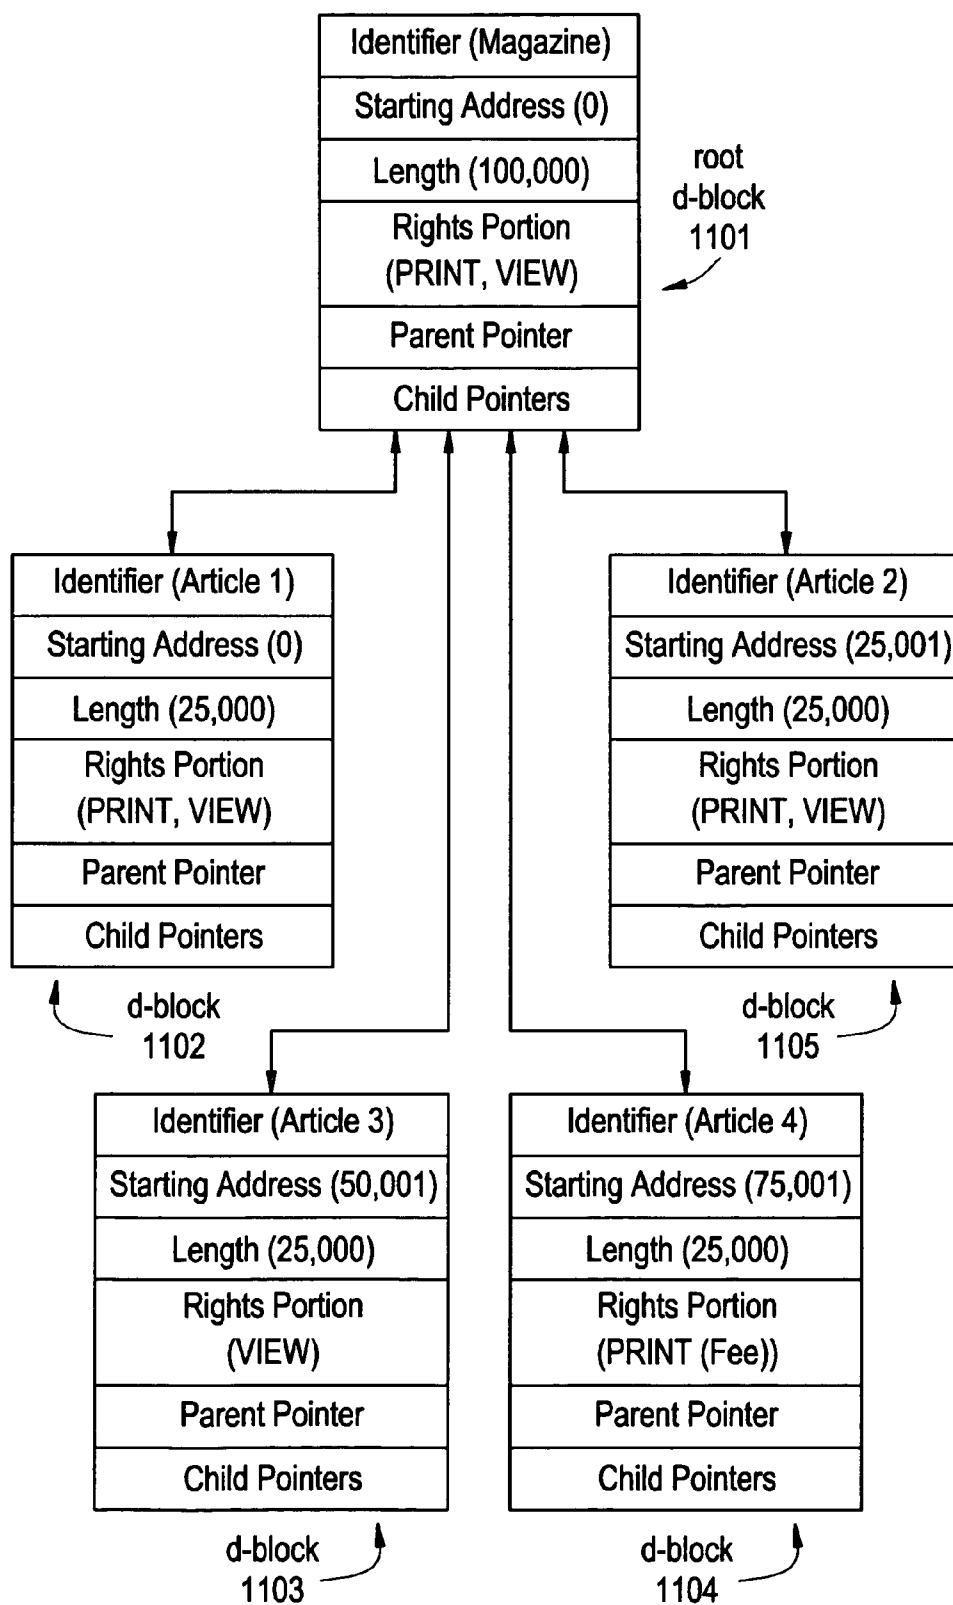 Identifier (Magazine)
Starting Address (0)
Length (100,000)
Rights Portion
(PRINT, VIEW)
Parent Pointer
Child Pointers
root
d-block
1101
Identifier (Article 1)
Starting Address (0)
Length (25,000)
Rights Portion
(PRINT, VIEW)
Parent Pointer
Child Pointers
d-block
1102
Identifier (Article 2)
Starting Address (25,001)
Length (25,000)
Rights Portion
(PRINT, VIEW)
Parent Pointer
Child Pointers
d-block
1105
Identifier (Article 3)
Starting Address (50,001)
Length (25,000)
Rights Portion
(VIEW)
Parent Pointer
Child Pointers
d-block
1103
Identifier (Article 4)
Starting Address (75,001)
Length (25,000)
Rights Portion
(PRINT (Fee))
Parent Pointer
Child Pointers
d-block
1104